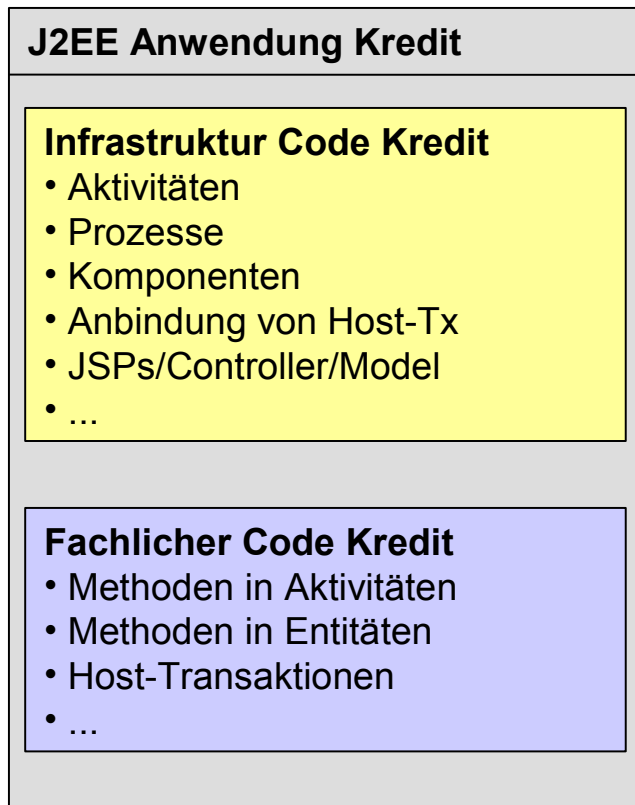 J2EE Anwendung Kredit
Infrastruktur Code Kredit
• Aktivitäten
• Prozesse
• Komponenten
• Anbindung von Host-Tx
• JSPs/Controller/Model
• ...
Fachlicher Code Kredit
• Methoden in Aktivitäten
• Methoden in Entitäten
• Host-Transaktionen
• ...